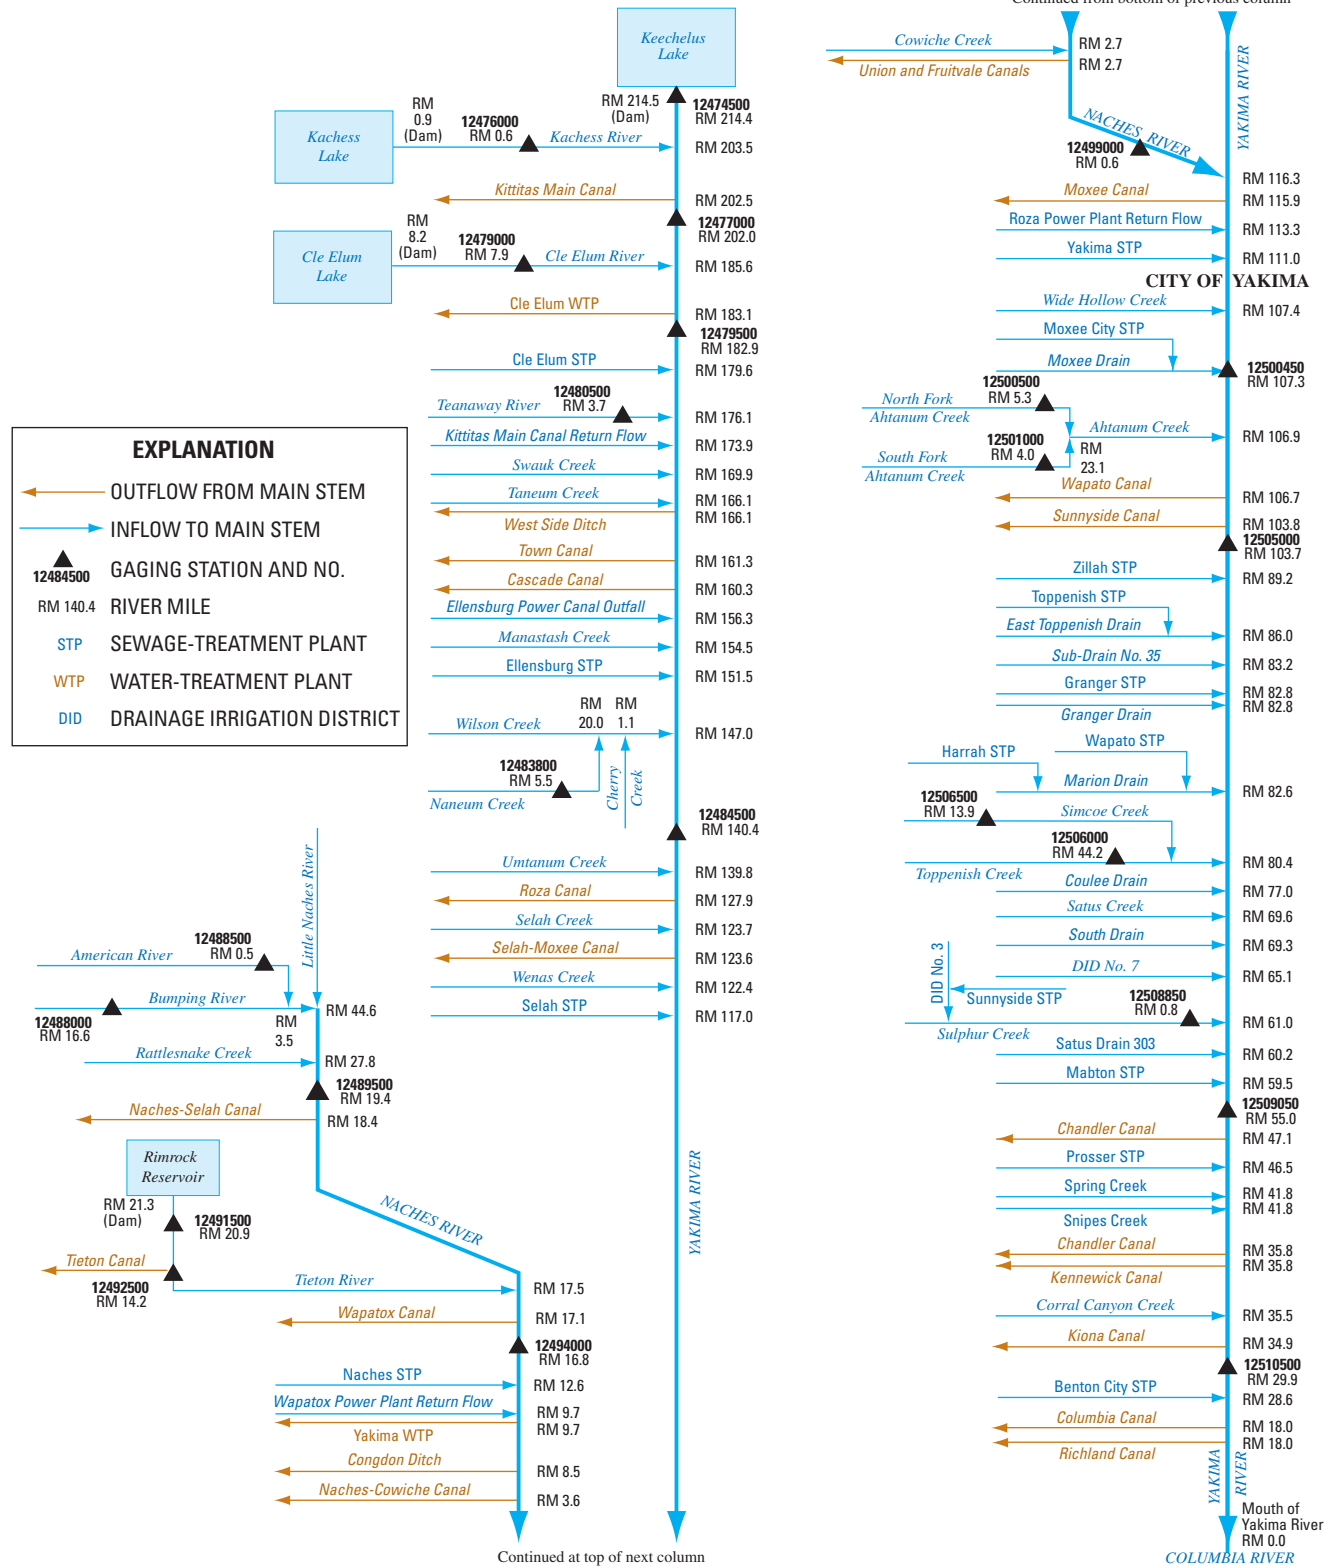 Continued from bottom of previous column
Keechelus
Lake
RM 214.5
(Dam)
12474500
RM 214.4
RM
0.9
(Dam)
12476000
RM 0.6
Kachess
Lake
Kachess River
RM 203.5
Kittitas Main Canal
RM 202.5
12477000
RM 202.0
RM
8.2
(Dam)
12479000
RM 7.9
Cle Elum
Lake
Cle Elum River
RM 185.6
Cle Elum WTP
RM 183.1
12479500
RM 182.9
Cle Elum STP
RM 179.6
12480500
RM 3.7
Teanaway River
RM 176.1
Kittitas Main Canal Return Flow
RM 173.9
Swauk Creek
RM 169.9
Taneum Creek
RM 166.1
RM 166.1
West Side Ditch
Town Canal
RM 161.3
Cascade Canal
RM 160.3
Ellensburg Power Canal Outfall
RM 156.3
Manastash Creek
RM 154.5
Ellensburg STP
RM 151.5
RM
20.0
RM
1.1
Wilson Creek
RM 147.0
12483800
RM 5.5
Naneum Creek
Cherry
Creek
12484500
RM 140.4
Umtanum Creek
RM 139.8
Roza Canal
RM 127.9
Selah Creek
RM 123.7
Selah-Moxee Canal
RM 123.6
Wenas Creek
RM 122.4
Selah STP
RM 117.0
YAKIMA RIVER
EXPLANATION
OUTFLOW FROM MAIN STEM
INFLOW TO MAIN STEM
12484500
GAGING STATION AND NO.
RM 140.4 RIVER MILE
STP SEWAGE-TREATMENT PLANT
WTP WATER-TREATMENT PLANT
DID DRAINAGE IRRIGATION DISTRICT
Little Naches River
12488500
RM 0.5
American River
Bumping River
RM 44.6
12488000
RM 16.6
RM
3.5
Rattlesnake Creek
RM 27.8
12489500
RM 19.4
Naches-Selah Canal
RM 18.4
Rimrock
Reservoir
RM 21.3
(Dam)
12491500
RM 20.9
NACHES RIVER
Tieton Canal
12492500
RM 14.2
Tieton River
RM 17.5
Wapatox Canal
RM 17.1
12494000
RM 16.8
Naches STP
RM 12.6
Wapatox Power Plant Return Flow
RM 9.7
RM 9.7
Yakima WTP
Congdon Ditch
RM 8.5
Naches-Cowiche Canal
RM 3.6
Continued at top of next column
Cowiche Creek
RM 2.7
RM 2.7
Union and Fruitvale Canals
YAKIMA RIVER
NACHES RIVER
12499000
RM 0.6
RM 116.3
Moxee Canal
RM 115.9
Roza Power Plant Return Flow
RM 113.3
Yakima STP
RM 111.0
CITY OF YAKIMA
Wide Hollow Creek
RM 107.4
Moxee City STP
Moxee Drain
12500450
RM 107.3
12500500
RM 5.3
North Fork
Ahtanum Creek
Ahtanum Creek
RM 106.9
12501000
RM 4.0
RM
23.1
South Fork
Ahtanum Creek
Wapato Canal
RM 106.7
Sunnyside Canal
RM 103.8
12505000
RM 103.7
Zillah STP
RM 89.2
Toppenish STP
East Toppenish Drain
RM 86.0
Sub-Drain No. 35
RM 83.2
Granger STP
RM 82.8
RM 82.8
Granger Drain
Harrah STP
Wapato STP
Marion Drain
RM 82.6
12506500
RM 13.9
Simcoe Creek
12506000
RM 44.2
RM 80.4
Toppenish Creek
Coulee Drain
RM 77.0
Satus Creek
RM 69.6
South Drain
RM 69.3
DID No. 3
DID No. 7
RM 65.1
Sunnyside STP
12508850
RM 0.8
RM 61.0
Sulphur Creek
Satus Drain 303
RM 60.2
Mabton STP
RM 59.5
12509050
RM 55.0
Chandler Canal
RM 47.1
Prosser STP
RM 46.5
Spring Creek
RM 41.8
RM 41.8
Snipes Creek
Chandler Canal
RM 35.8
RM 35.8
Kennewick Canal
Corral Canyon Creek
RM 35.5
Kiona Canal
RM 34.9
12510500
RM 29.9
Benton City STP
RM 28.6
Columbia Canal
RM 18.0
RM 18.0
Richland Canal
YAKIMA
RIVER
Mouth of
Yakima River
RM 0.0
COLUMBIA RIVER